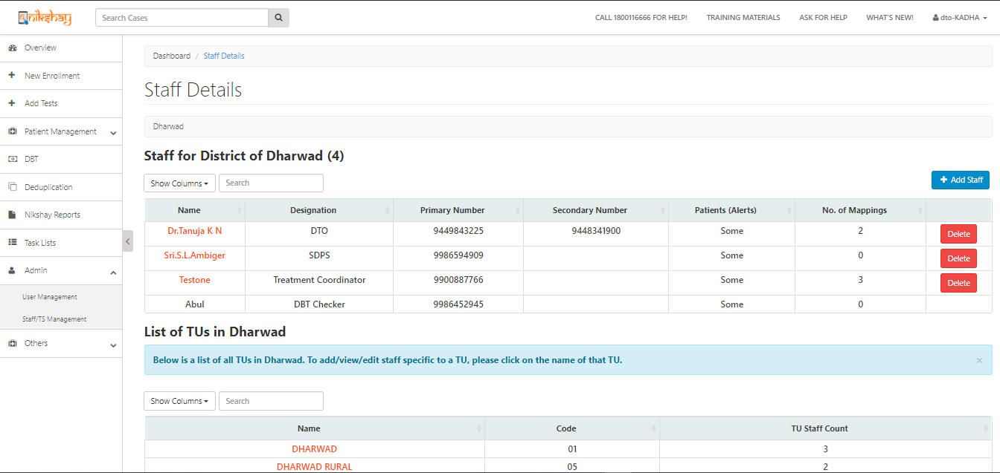 nikshay
Search Cases
CALL 1800116666 FOR HELP! TRAINING MATERIALS ASK FOR HELP WHAT'S NEW! dto-KADHA
Overview
New Enrollment
Add Tests
Patient Management
DBT
Deduplication
Nikshay Reports
Task Lists
Admin
User Management
Staff/TS Management
Others
Dashboard / Staff Details
Staff Details
Dharwad
Staff for District of Dharwad (4)
Show Columns Search
+ Add Staff
Name Designation Primary Number Secondary Number Patients (Alerts) No. of Mappings
Dr.Tanuja K N DTO 9449843225 9448341900 Some 2 Delete
Sri.S.L.Ambiger SDPS 9986594909 Some 0 Delete
Testone Treatment Coordinator 9900887766 Some 3 Delete
Abul DBT Checker 9986452945 Some 0
List of TUs in Dharwad
Below is a list of all TUs in Dharwad. To add/view/edit staff specific to a TU, please click on the name of that TU. ×
Show Columns Search
Name Code TU Staff Count
DHARWAD 01 3
DHARWAD RURAL 05 2